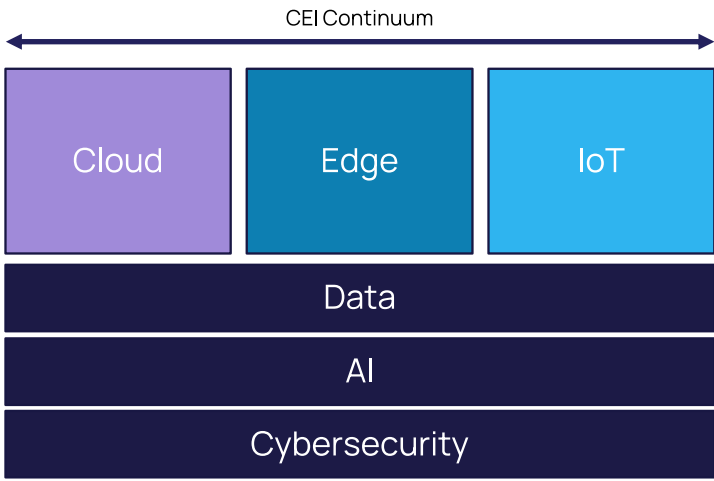 CEI Continuum
Cloud
Edge
IoT
Data
AI
Cybersecurity